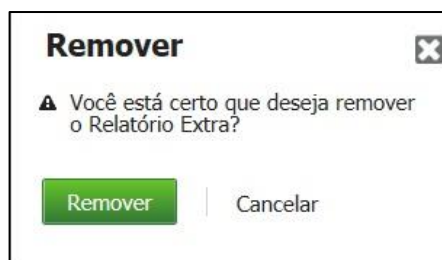 Remover
Você está certo que deseja remover
o Relatório Extra?
Remover
Cancelar